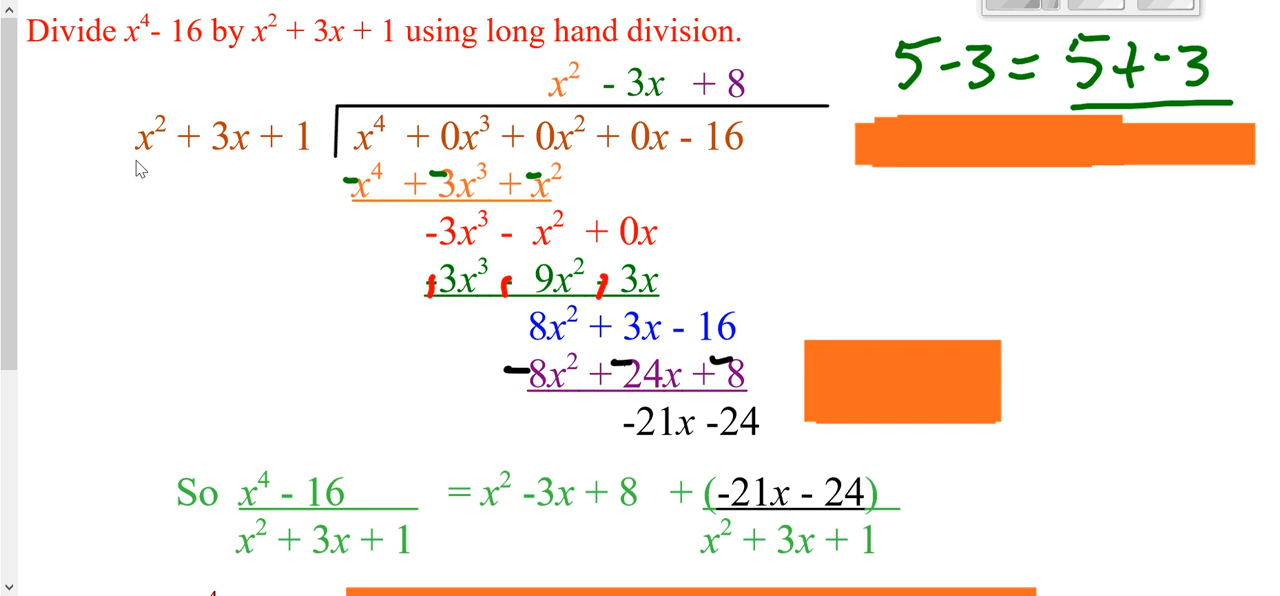 Divide x⁴- 16 by x² + 3x + 1 using long hand division.
5-3 = 5+-3
x² - 3x + 8
x² + 3x + 1 x⁴ + 0x³ + 0x² + 0x - 16
-x⁴ + -3x³ + -x²
-3x³ - x² + 0x
+3x³ + 9x² + 3x
8x² + 3x - 16
-8x² + -24x + -8
-21x -24
So x⁴ - 16 = x² -3x + 8 + (-21x - 24)
x² + 3x + 1 x² + 3x + 1